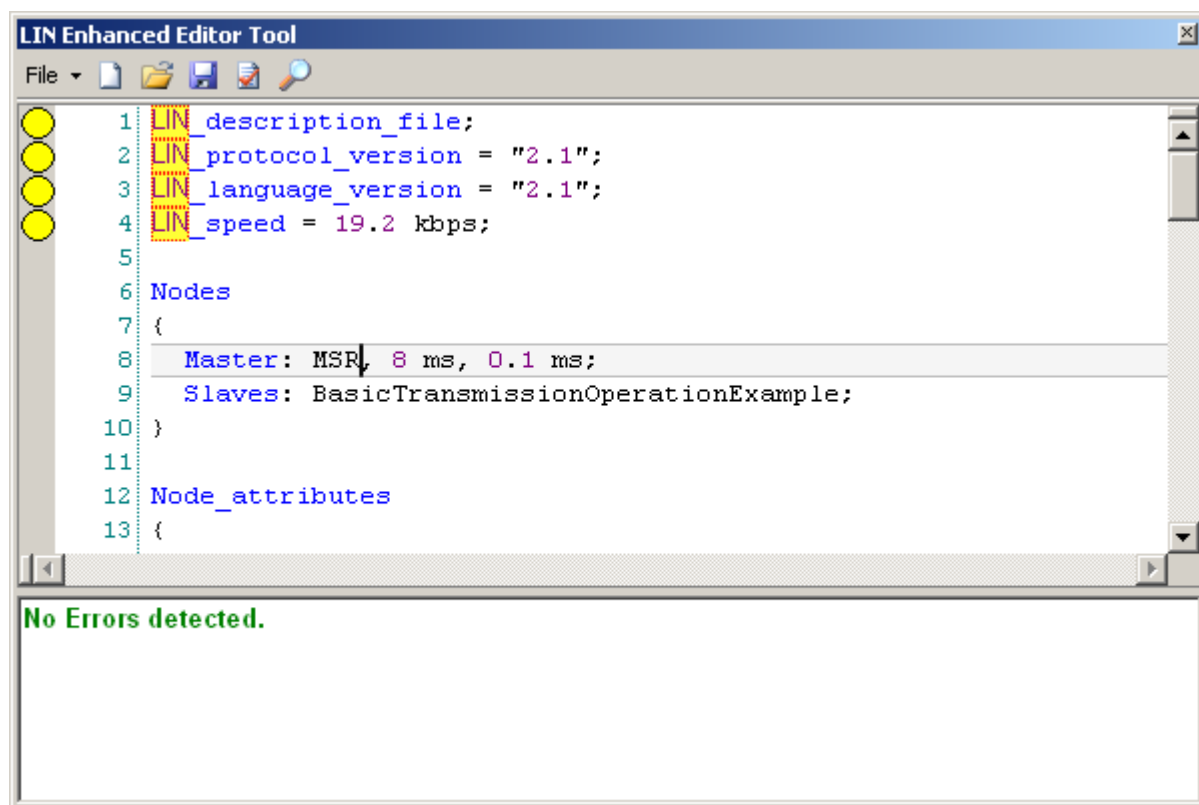 LIN Enhanced Editor Tool
File
1 LIN_description_file;
2 LIN_protocol_version = "2.1";
3 LIN_language_version = "2.1";
4 LIN_speed = 19.2 kbps;
5
6 Nodes
7 {
8 Master: MSR, 8 ms, 0.1 ms;
9 Slaves: BasicTransmissionOperationExample;
10 }
11
12 Node_attributes
13 {
No Errors detected.